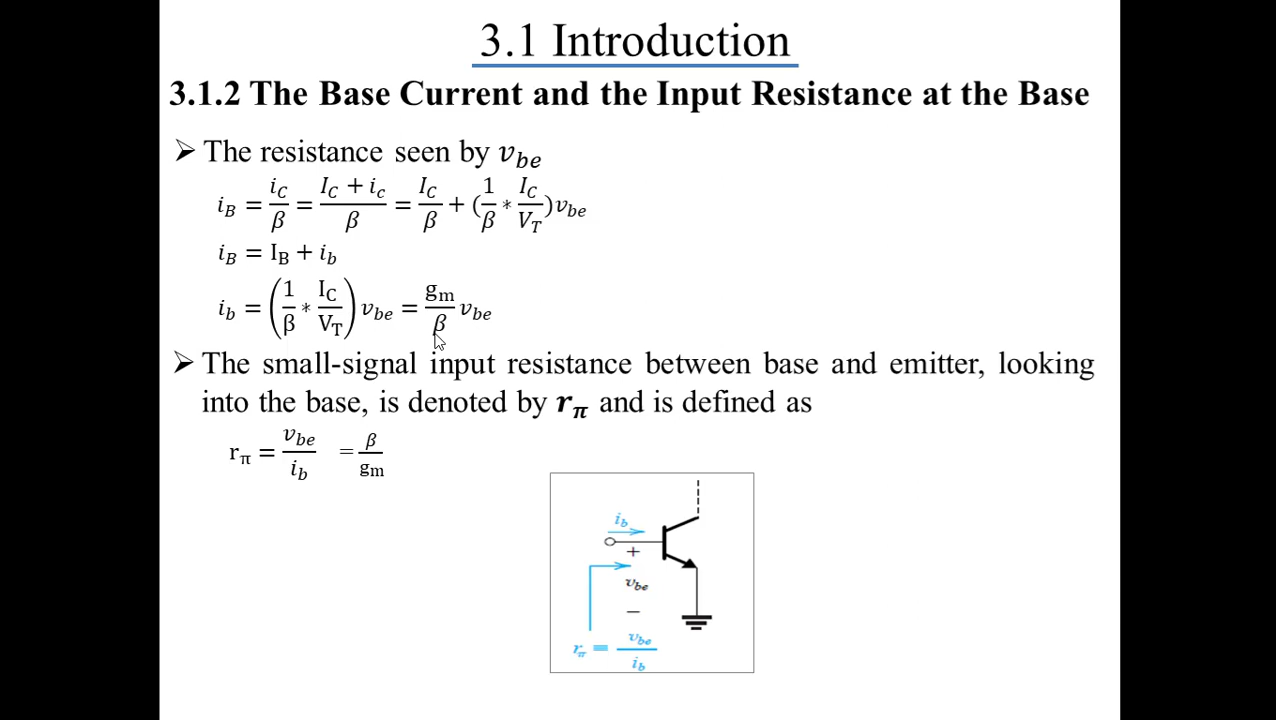 3.1 Introduction
3.1.2 The Base Current and the Input Resistance at the Base
➢ The resistance seen by v_be
i_B = i_C/β = (I_C + i_c)/β = I_C/β + (1/β * I_C/V_T)v_be
i_B = I_B + i_b
i_b = (1/β * I_C/V_T) v_be = g_m/β v_be
➢ The small-signal input resistance between base and emitter, looking
into the base, is denoted by r_π and is defined as
r_π = v_be/i_b = β/g_m
i_b
+
v_be
−
r_π = v_be/i_b